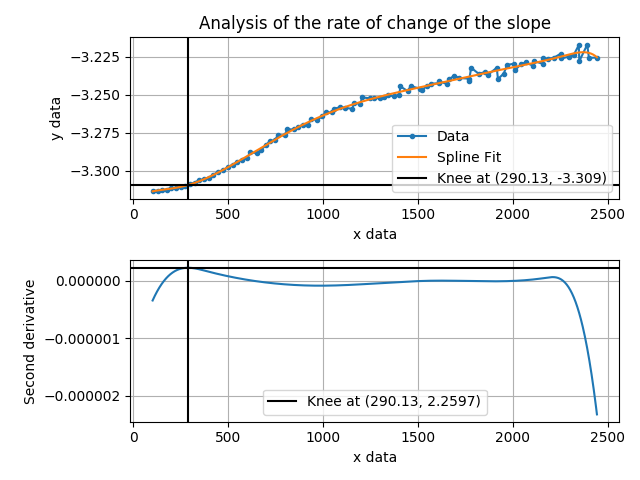 Analysis of the rate of change of the slope
−3.225
−3.250
−3.275
−3.300
y data
Data
Spline Fit
Knee at (290.13, -3.309)
0 500 1000 1500 2000 2500
x data
0.000000
−0.000001
−0.000002
Second derivative
Knee at (290.13, 2.2597)
0 500 1000 1500 2000 2500
x data